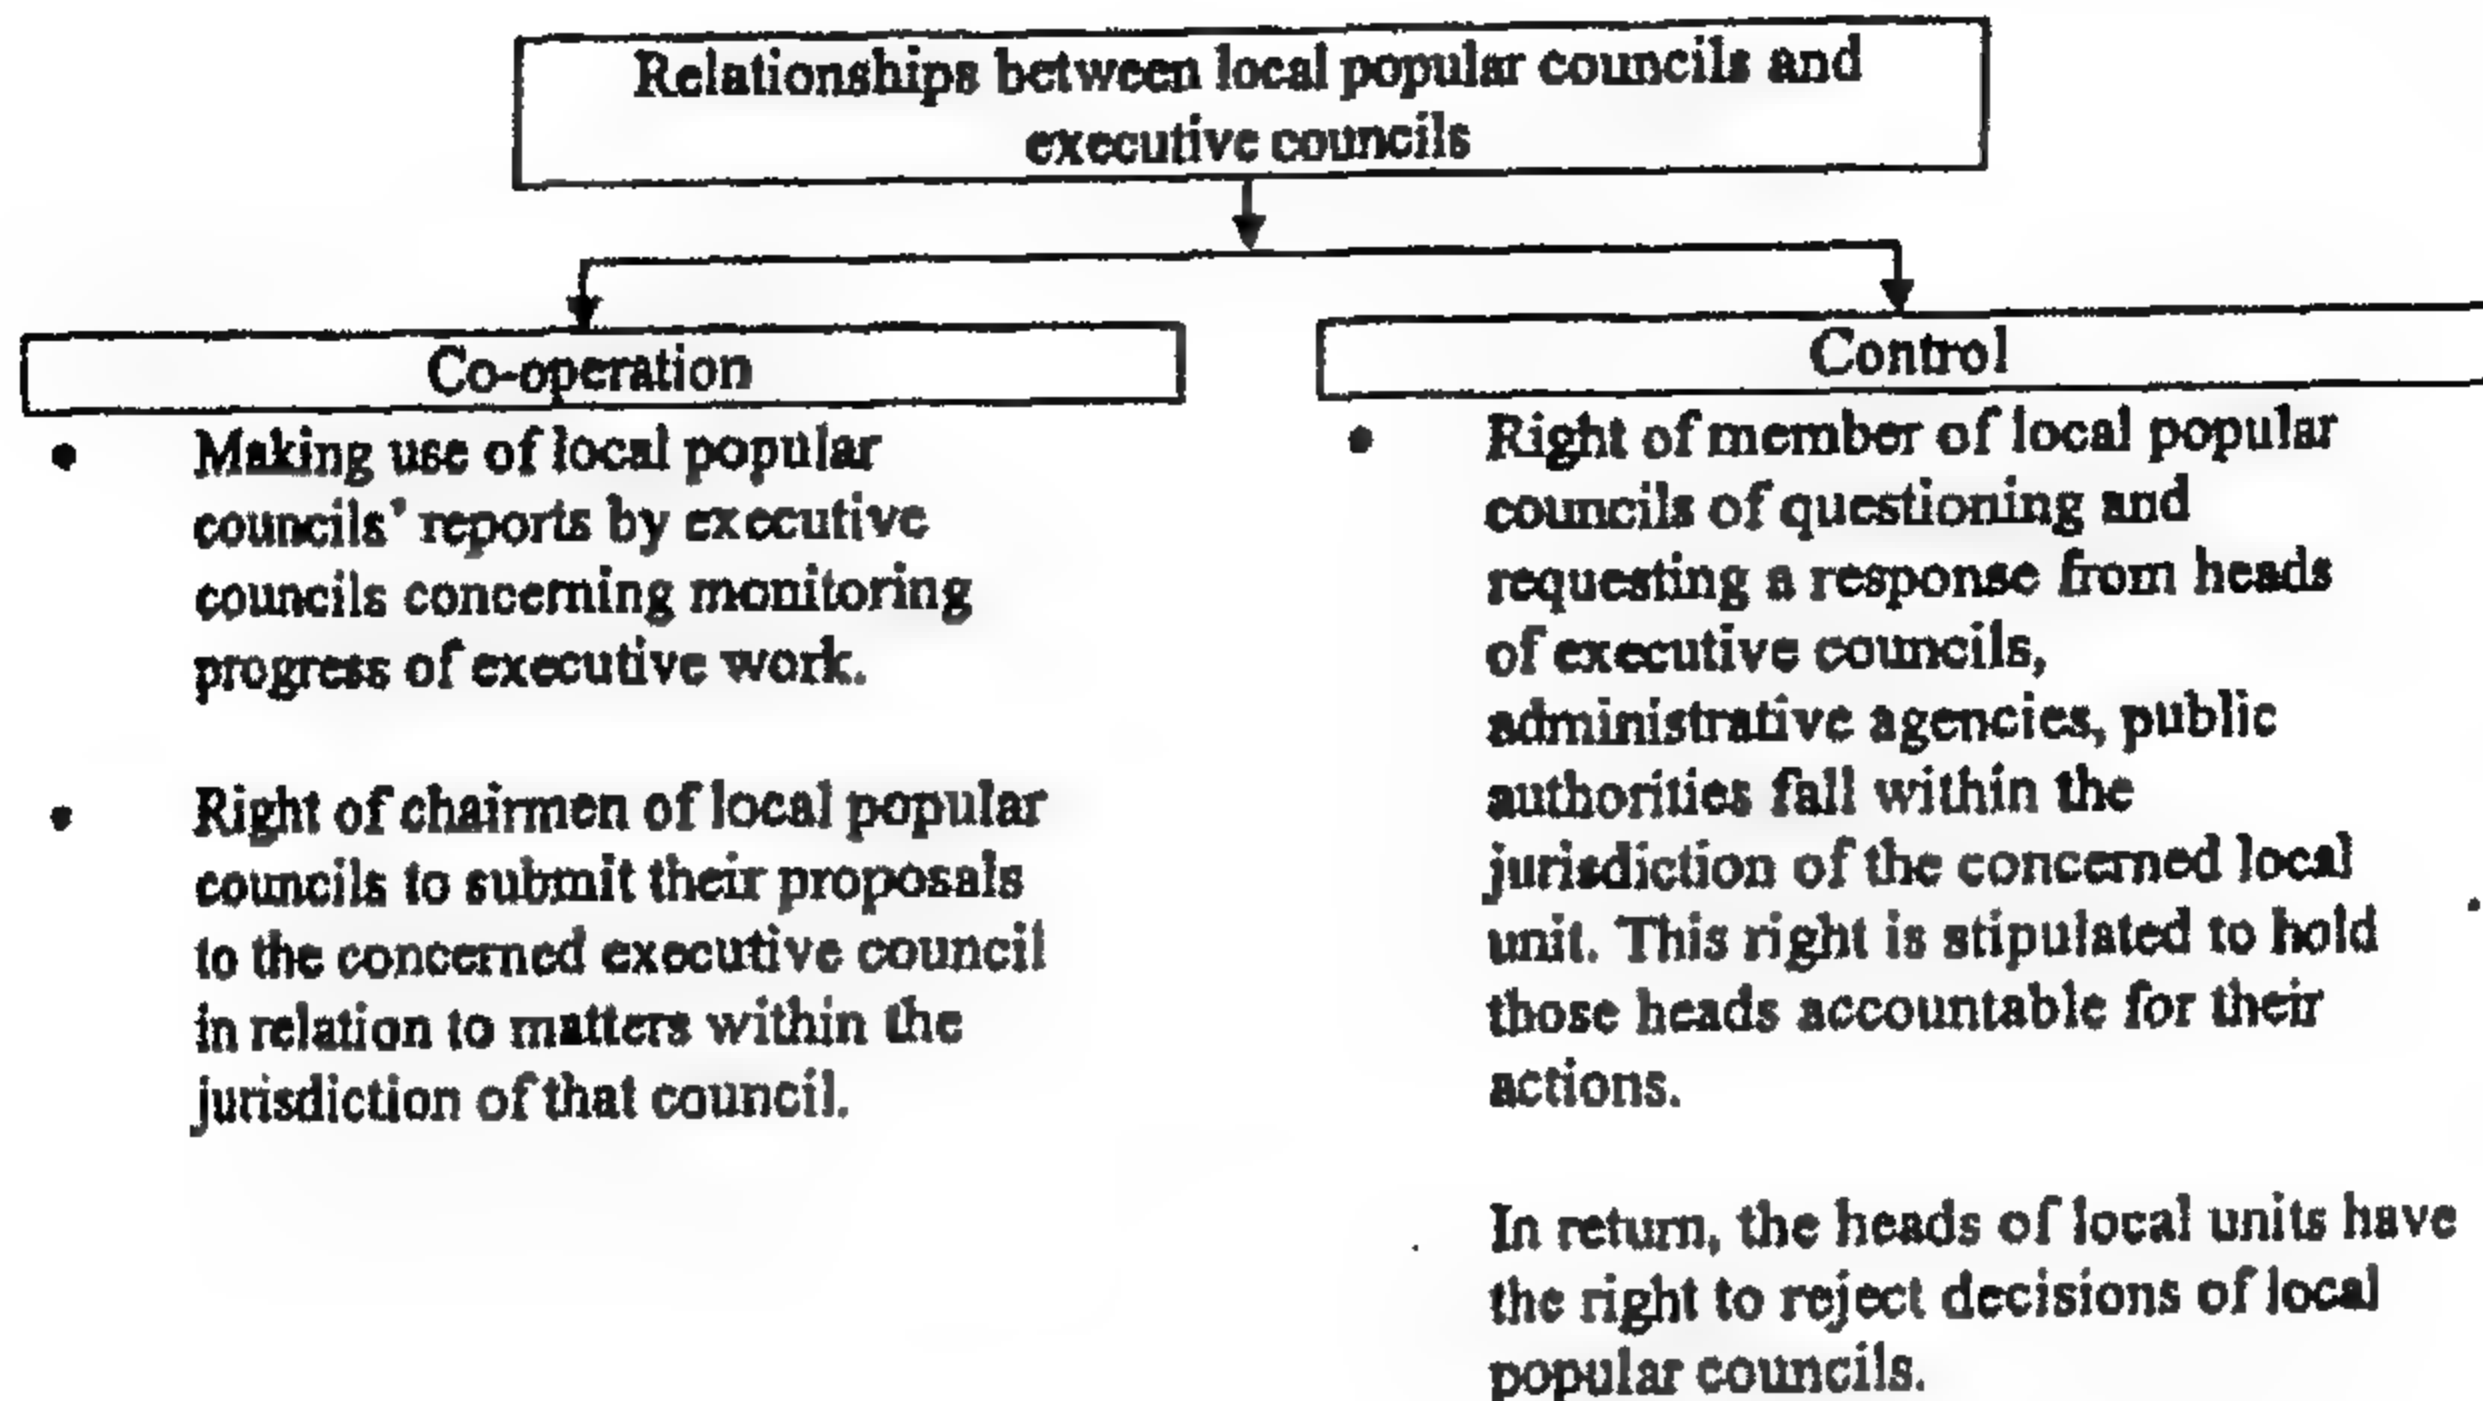 Relationships between local popular councils and
executive councils
Co-operation
• Making use of local popular
councils' reports by executive
councils concerning monitoring
progress of executive work.
• Right of chairmen of local popular
councils to submit their proposals
to the concerned executive council
in relation to matters within the
jurisdiction of that council.
Control
• Right of member of local popular
councils of questioning and
requesting a response from heads
of executive councils,
administrative agencies, public
authorities fall within the
jurisdiction of the concerned local
unit. This right is stipulated to hold
those heads accountable for their
actions.
In return, the heads of local units have
the right to reject decisions of local
popular councils.